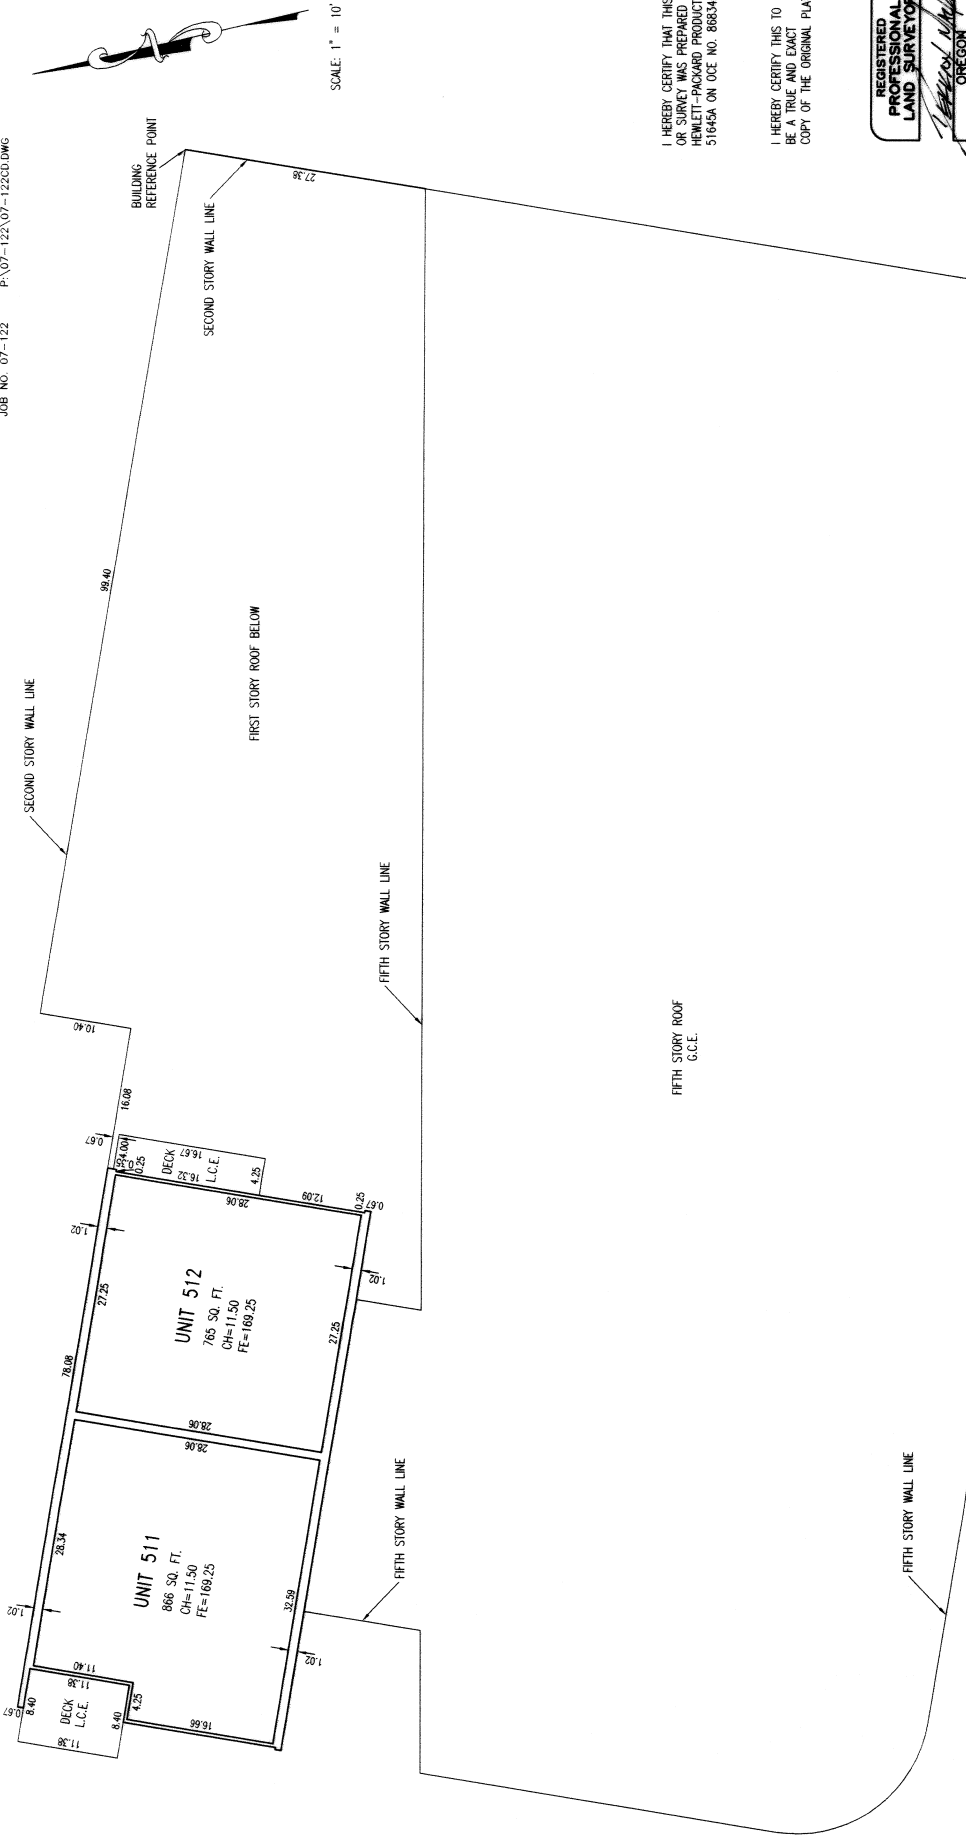 JOB NO. 07-122 P:\07-122\07-122CD.DWG
SCALE: 1" = 10'
BUILDING
REFERENCE POINT
SECOND STORY WALL LINE
27.38
99.40
SECOND STORY WALL LINE
FIRST STORY ROOF BELOW
FIFTH STORY WALL LINE
10.40
16.08
0.67
4.00
0.25
DECK
L.C.E.
16.67
16.32
4.25
28.06
12.09
0.25
0.67
1.02
27.25
UNIT 512
765 SQ. FT.
CH=11.50
FE=169.25
1.02
27.25
78.08
28.06
28.06
28.34
UNIT 511
866 SQ. FT.
CH=11.50
FE=169.25
32.59
1.02
1.02
11.40
11.38
0.67
8.40
DECK
L.C.E.
8.40
4.25
11.38
16.66
FIFTH STORY WALL LINE
FIFTH STORY ROOF
G.C.E.
FIFTH STORY WALL LINE
I HEREBY CERTIFY THAT THIS
OR SURVEY WAS PREPARED
HEWLETT-PACKARD PRODUCT
51645A ON OCE NO. 86834
I HEREBY CERTIFY THIS TO
BE A TRUE AND EXACT
COPY OF THE ORIGINAL PLA
REGISTERED
PROFESSIONAL
LAND SURVEYOR
OREGON